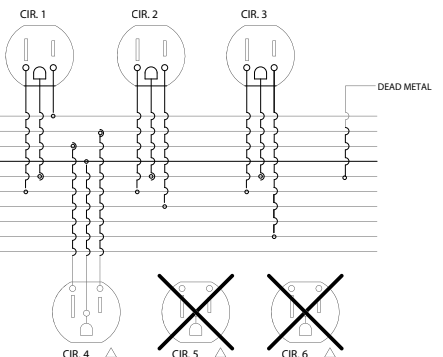 CIR. 1
CIR. 2
CIR. 3
DEAD METAL
CIR. 4
CIR. 5
CIR. 6